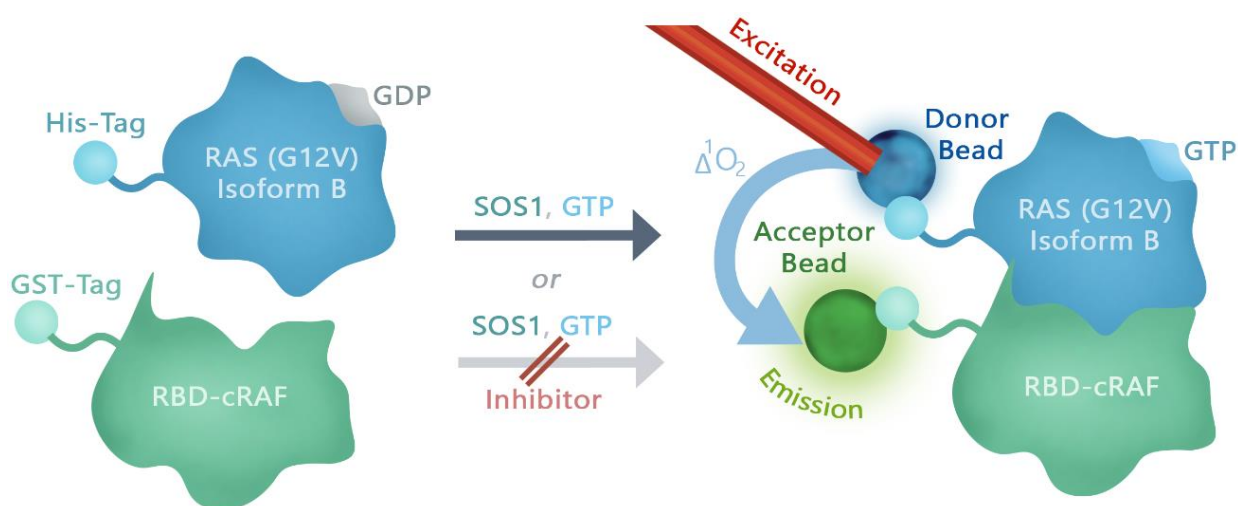 GDP
His-Tag
RAS (G12V)
Isoform B
GST-Tag
RBD-cRAF
SOS1, GTP
or
SOS1, GTP
Inhibitor
Excitation
Donor
Bead
Δ¹O₂
GTP
RAS (G12V)
Isoform B
Acceptor
Bead
Emission
RBD-cRAF